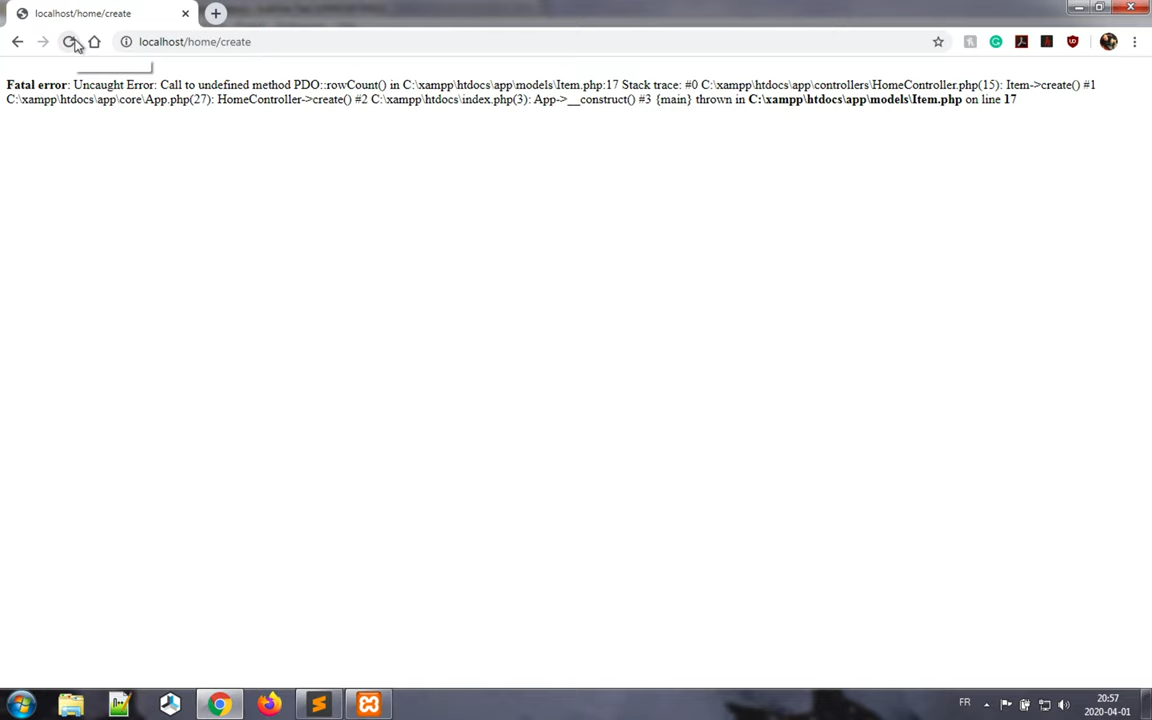 localhost/home/create
localhost/home/create
Fatal error: Uncaught Error: Call to undefined method PDO::rowCount() in C:\xampp\htdocs\app\models\Item.php:17 Stack trace: #0 C:\xampp\htdocs\app\controllers\HomeController.php(15): Item->create() #1
C:\xampp\htdocs\app\core\App.php(27): HomeController->create() #2 C:\xampp\htdocs\index.php(3): App->__construct() #3 {main} thrown in C:\xampp\htdocs\app\models\Item.php on line 17
FR
20:57
2020-04-01